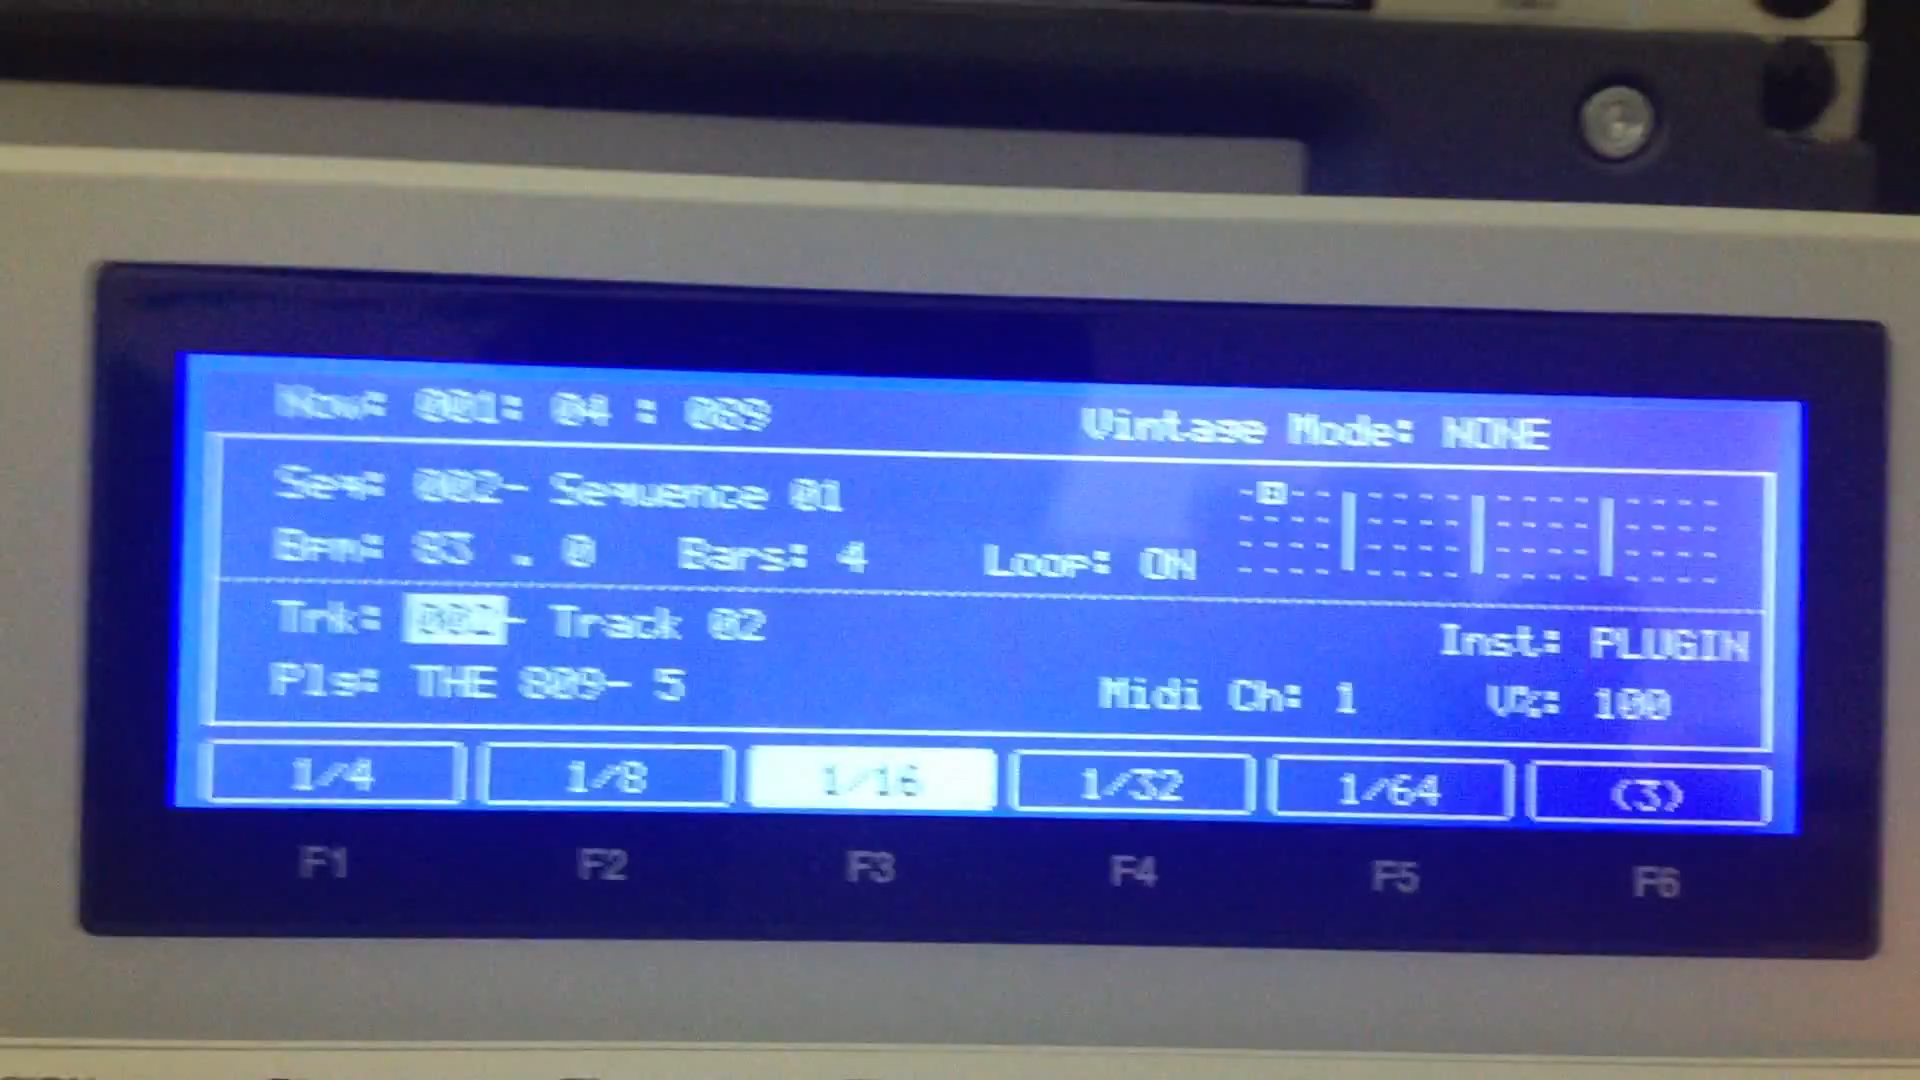 Now: 001: 04 : 089 Vintage Mode: NONE
Seq: 002- Sequence 01
Bpm: 83 . 0 Bars: 4 Loop: ON
Trk: 002- Track 02 Inst: PLUGIN
Plg: THE 809- 5 Midi Ch: 1 V%: 100
1/4 1/8 1/16 1/32 1/64 (3)
F1 F2 F3 F4 F5 F6